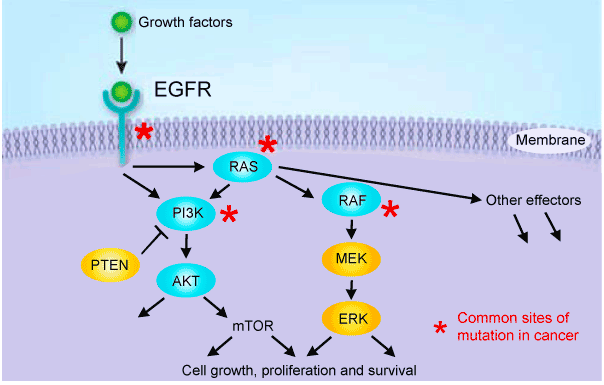 Growth factors
EGFR
*
Membrane
RAS *
PI3K *
RAF *
Other effectors
PTEN
MEK
AKT
mTOR
ERK
* Common sites of
mutation in cancer
Cell growth, proliferation and survival